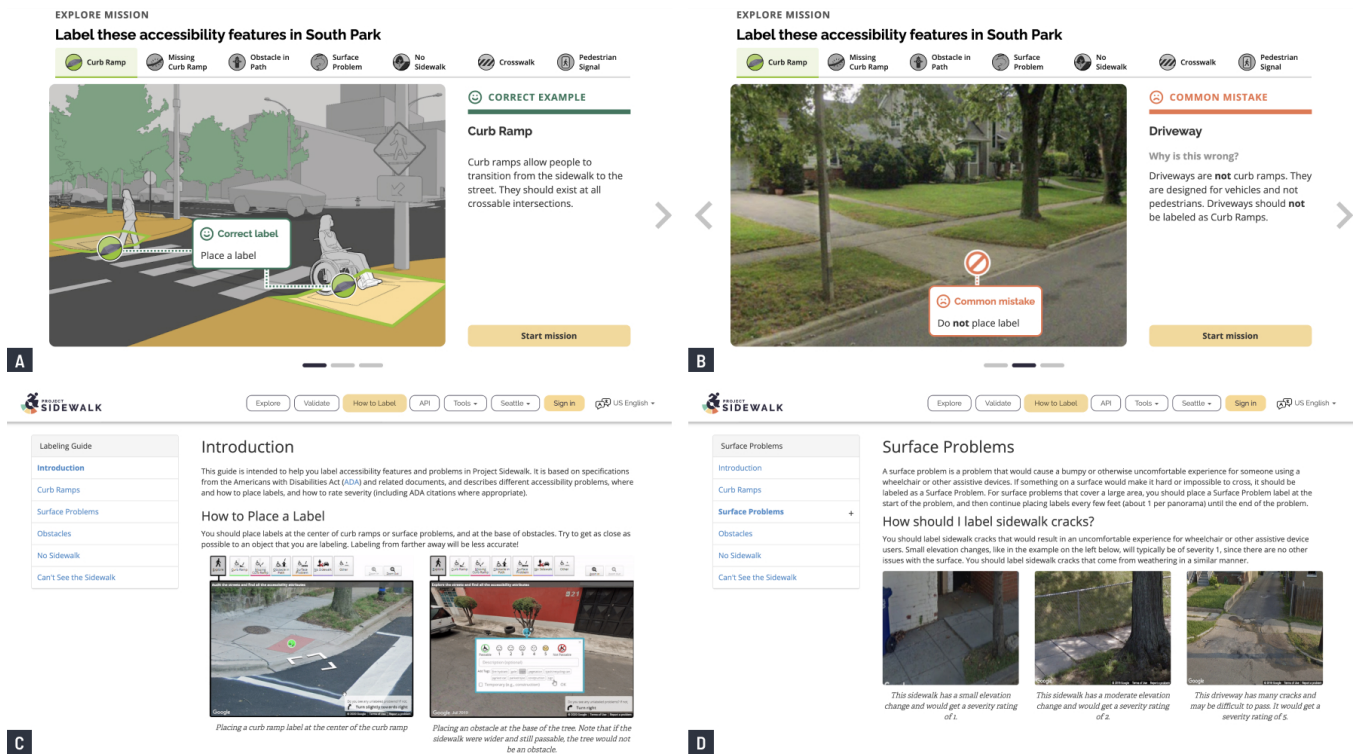 EXPLORE MISSION
Label these accessibility features in South Park
Curb Ramp
Missing
Curb Ramp
Obstacle in
Path
Surface
Problem
No
Sidewalk
Crosswalk
Pedestrian
Signal
CORRECT EXAMPLE
Curb Ramp
Curb ramps allow people to
transition from the sidewalk to the
street. They should exist at all
crossable intersections.
Correct label
Place a label
Start mission
A
EXPLORE MISSION
Label these accessibility features in South Park
Curb Ramp
Missing
Curb Ramp
Obstacle in
Path
Surface
Problem
No
Sidewalk
Crosswalk
Pedestrian
Signal
COMMON MISTAKE
Driveway
Why is this wrong?
Driveways are not curb ramps. They
are designed for vehicles and not
pedestrians. Driveways should not
be labeled as Curb Ramps.
Common mistake
Do not place label
Start mission
B
PROJECT
SIDEWALK
Explore Validate How to Label API Tools Seattle Sign in US English
Labeling Guide
Introduction
Curb Ramps
Surface Problems
Obstacles
No Sidewalk
Can't See the Sidewalk
Introduction
This guide is intended to help you label accessibility features and problems in Project Sidewalk. It is based on specifications
from the Americans with Disabilities Act (ADA) and related documents, and describes different accessibility problems, where
and how to place labels, and how to rate severity (including ADA citations where appropriate).
How to Place a Label
You should place labels at the center of curb ramps or surface problems, and at the base of obstacles. Try to get as close as
possible to an object that you are labeling. Labeling from farther away will be less accurate!
Google
Turn slightly towards right
Google
Turn right
Placing a curb ramp label at the center of the curb ramp
Placing an obstacle at the base of the tree. Note that if the
sidewalk were wider and still passable, the tree would not
be an obstacle.
C
PROJECT
SIDEWALK
Explore Validate How to Label API Tools Seattle Sign in US English
Surface Problems
Introduction
Curb Ramps
Surface Problems +
Obstacles
No Sidewalk
Can't See the Sidewalk
Surface Problems
A surface problem is a problem that would cause a bumpy or otherwise uncomfortable experience for someone using a
wheelchair or other assistive devices. If something on a surface would make it hard or impossible to cross, it should be
labeled as a Surface Problem. For surface problems that cover a large area, you should place a Surface Problem label at the
start of the problem, and then continue placing labels every few feet (about 1 per panorama) until the end of the problem.
How should I label sidewalk cracks?
You should label sidewalk cracks that would result in an uncomfortable experience for wheelchair or other assistive device
users. Small elevation changes, like in the example on the left below, will typically be of severity 1, since there are no other
issues with the surface. You should label sidewalk cracks that come from weathering in a similar manner.
Google
Google
This sidewalk has a small elevation
change and would get a severity rating
of 1.
This sidewalk has a moderate elevation
change and would get a severity rating
of 2.
This driveway has many cracks and
may be difficult to pass. It would get a
severity rating of 5.
D